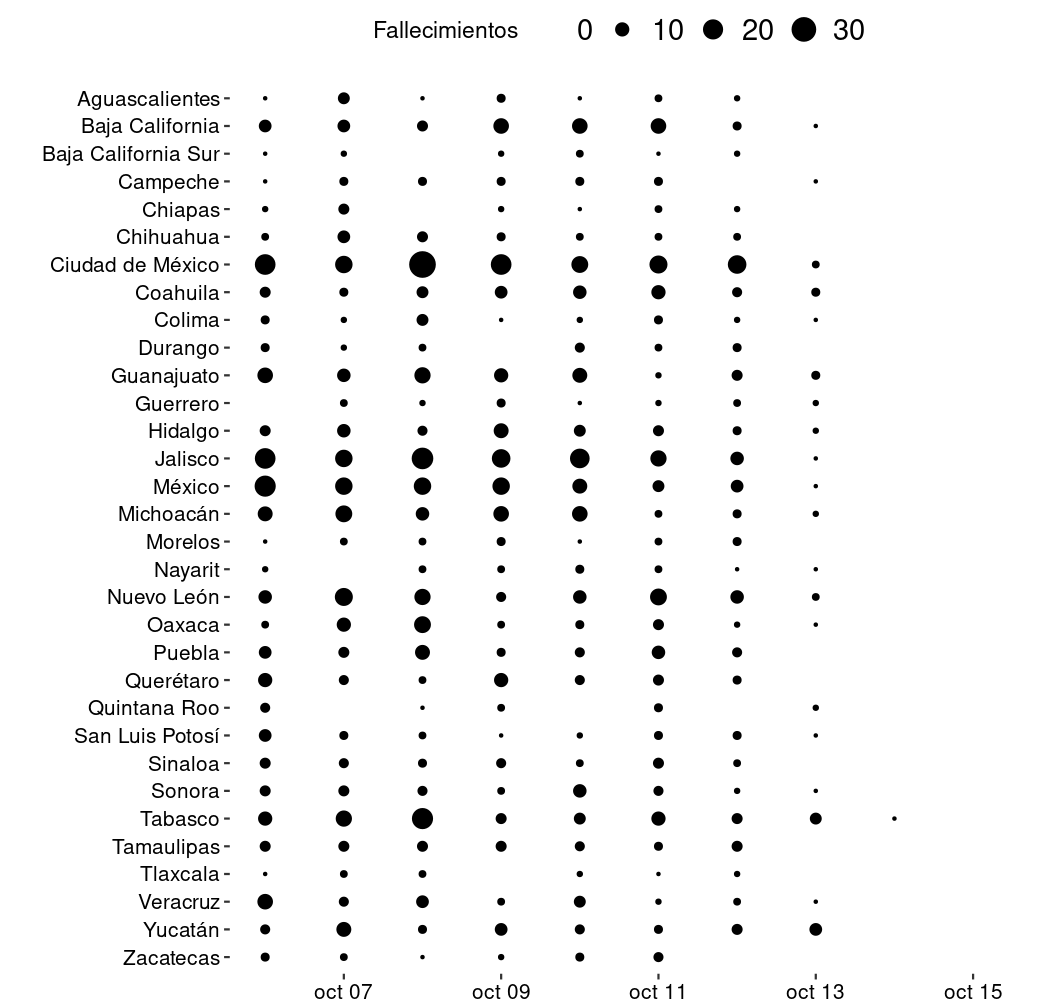 Fallecimientos 0 10 20 30
Aguascalientes
Baja California
Baja California Sur
Campeche
Chiapas
Chihuahua
Ciudad de México
Coahuila
Colima
Durango
Guanajuato
Guerrero
Hidalgo
Jalisco
México
Michoacán
Morelos
Nayarit
Nuevo León
Oaxaca
Puebla
Querétaro
Quintana Roo
San Luis Potosí
Sinaloa
Sonora
Tabasco
Tamaulipas
Tlaxcala
Veracruz
Yucatán
Zacatecas
oct 07 oct 09 oct 11 oct 13 oct 15